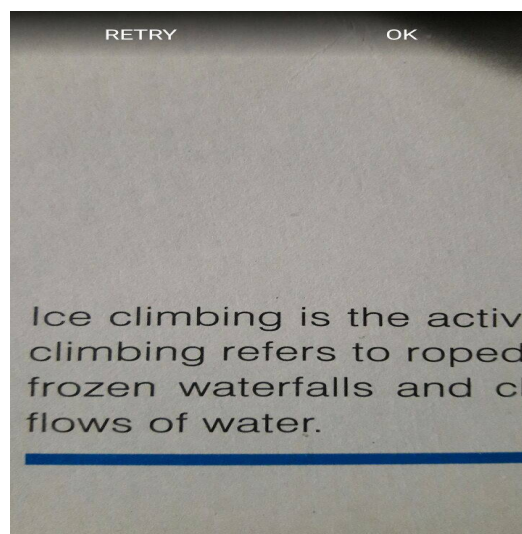 RETRY OK
Ice climbing is the activ
climbing refers to roped
frozen waterfalls and c
flows of water.